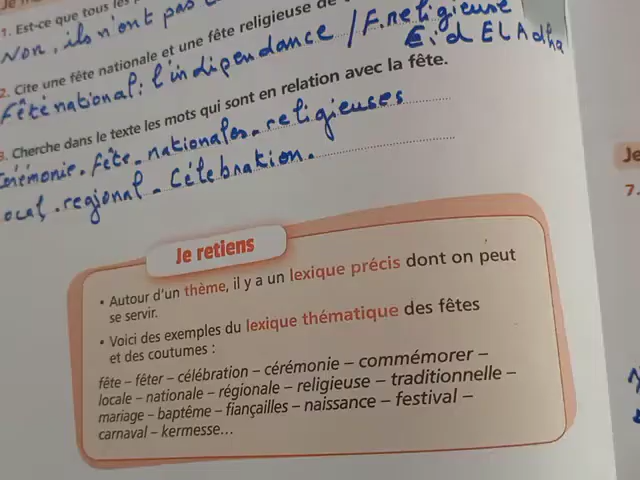 1. Est-ce que tous les
Non, ils n'ont pas
2. Cite une fête nationale et une fête religieuse de
Fête national: l'indipendance / F. religieuse
Eid El Adha
3. Cherche dans le texte les mots qui sont en relation avec la fête.
Cérémonie. fête. nationales. religieuses
local. regional. Célébration.
Je retiens
• Autour d'un thème, il y a un lexique précis dont on peut
se servir.
• Voici des exemples du lexique thématique des fêtes
et des coutumes :
fête – fêter – célébration – cérémonie – commémorer –
locale – nationale – régionale – religieuse – traditionnelle –
mariage – baptême – fiançailles – naissance – festival –
carnaval – kermesse...
Je
7.